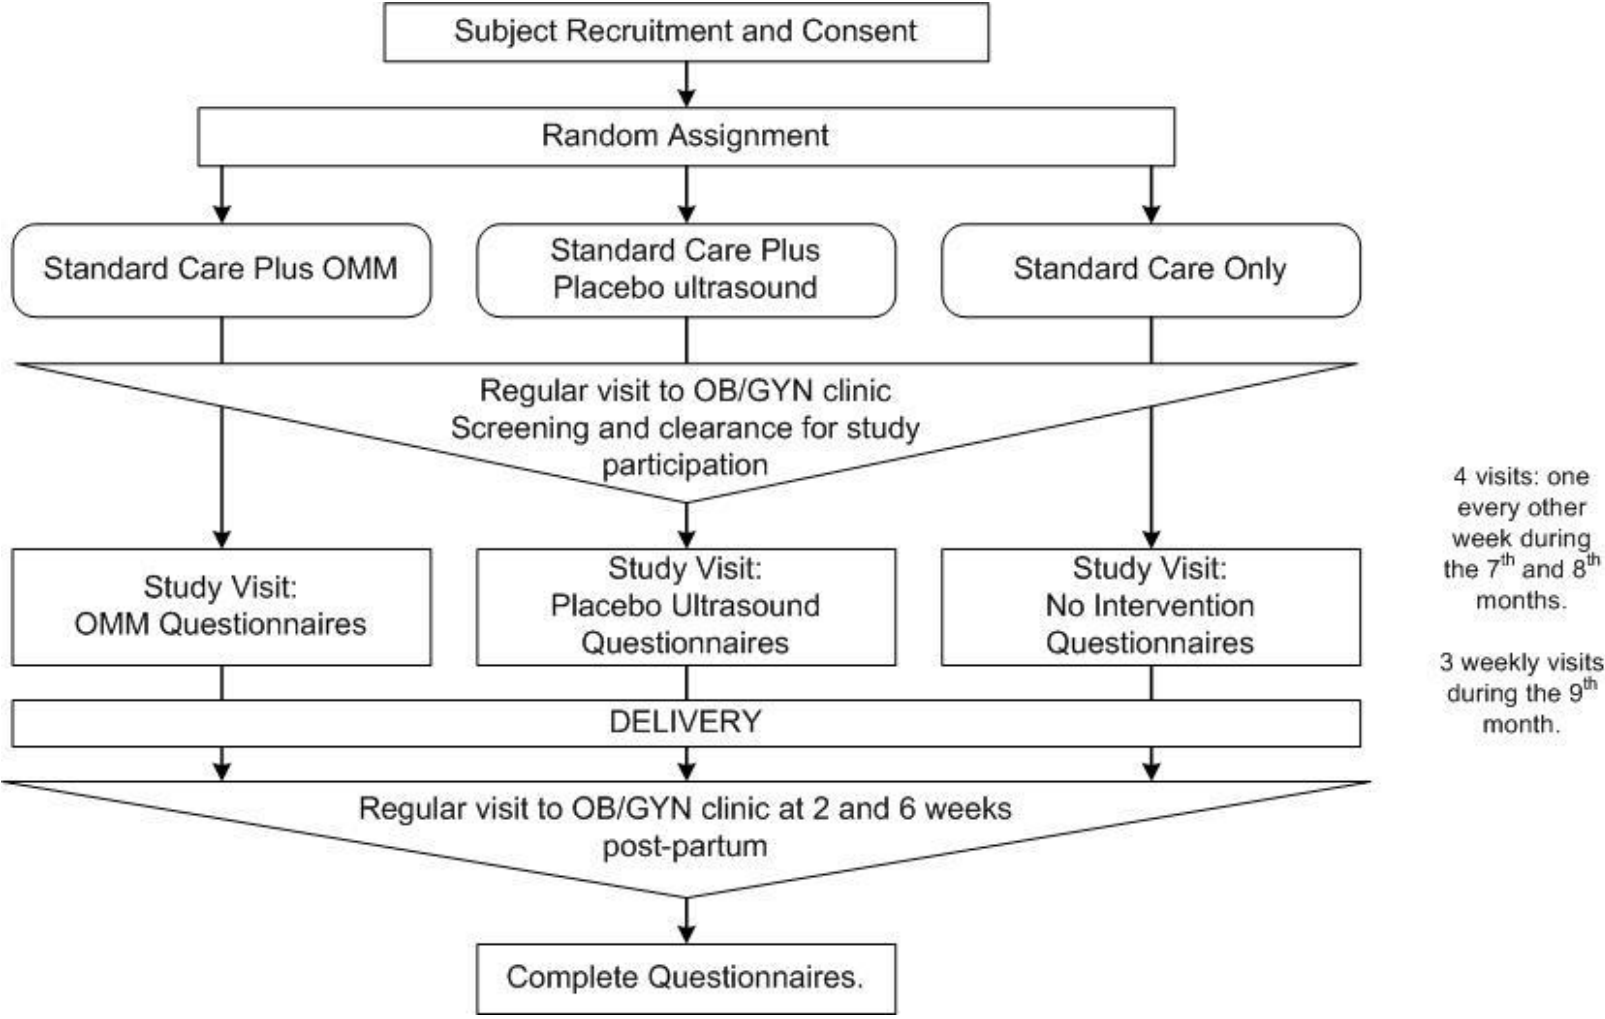 Subject Recruitment and Consent
Random Assignment
Standard Care Plus OMM
Standard Care Plus
Placebo ultrasound
Standard Care Only
Regular visit to OB/GYN clinic
Screening and clearance for study
participation
Study Visit:
OMM Questionnaires
Study Visit:
Placebo Ultrasound
Questionnaires
Study Visit:
No Intervention
Questionnaires
4 visits: one
every other
week during
the 7th and 8th
months.
3 weekly visits
during the 9th
month.
DELIVERY
Regular visit to OB/GYN clinic at 2 and 6 weeks
post-partum
Complete Questionnaires.